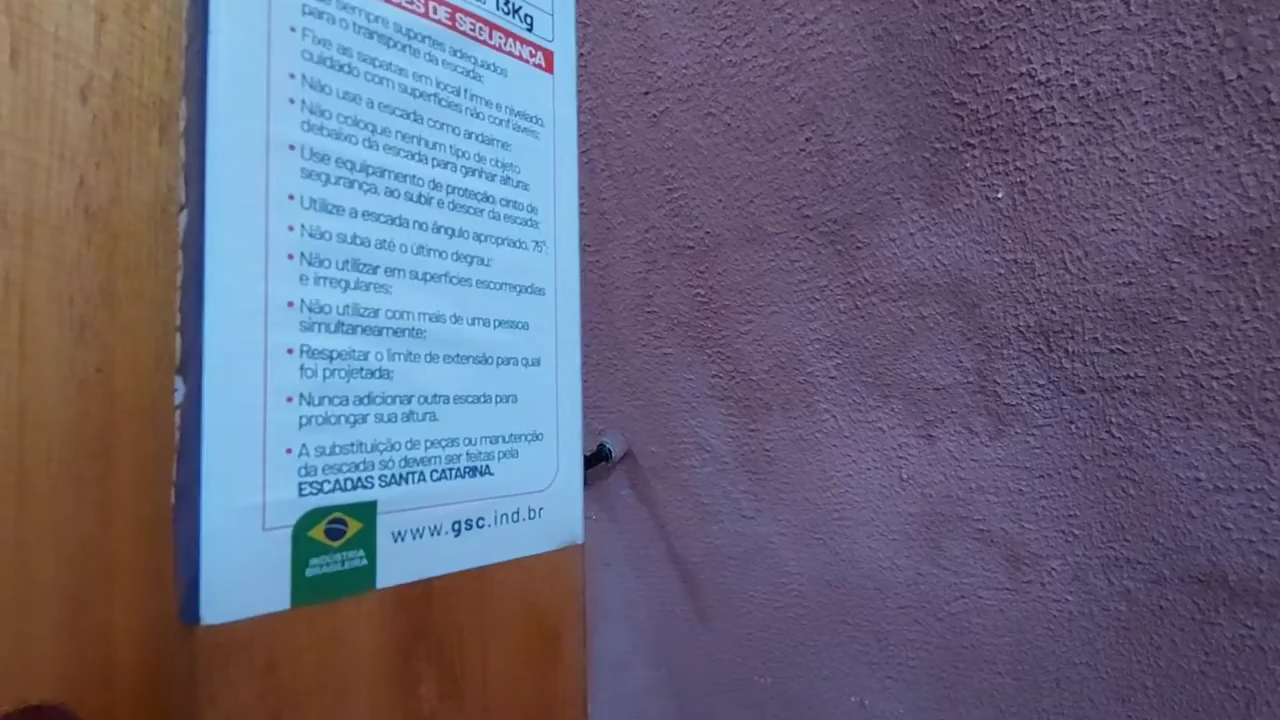 13Kg
DE SEGURANÇA
sempre suportes adequados
para o transporte da escada;
• Fixe as sapatas em local firme e nivelado,
cuidado com superfícies não confiáveis;
• Não use a escada como andaime;
• Não coloque nenhum tipo de objeto
debaixo da escada para ganhar altura;
• Use equipamento de proteção, cinto de
segurança, ao subir e descer da escada;
• Utilize a escada no ângulo apropriado, 75°;
• Não suba até o último degrau;
• Não utilizar em superfícies escorregadias
e irregulares;
• Não utilizar com mais de uma pessoa
simultaneamente;
• Respeitar o limite de extensão para qual
foi projetada;
• Nunca adicionar outra escada para
prolongar sua altura.
• A substituição de peças ou manutenção
da escada só devem ser feitas pela
ESCADAS SANTA CATARINA.
INDÚSTRIA
BRASILEIRA
www.gsc.ind.br